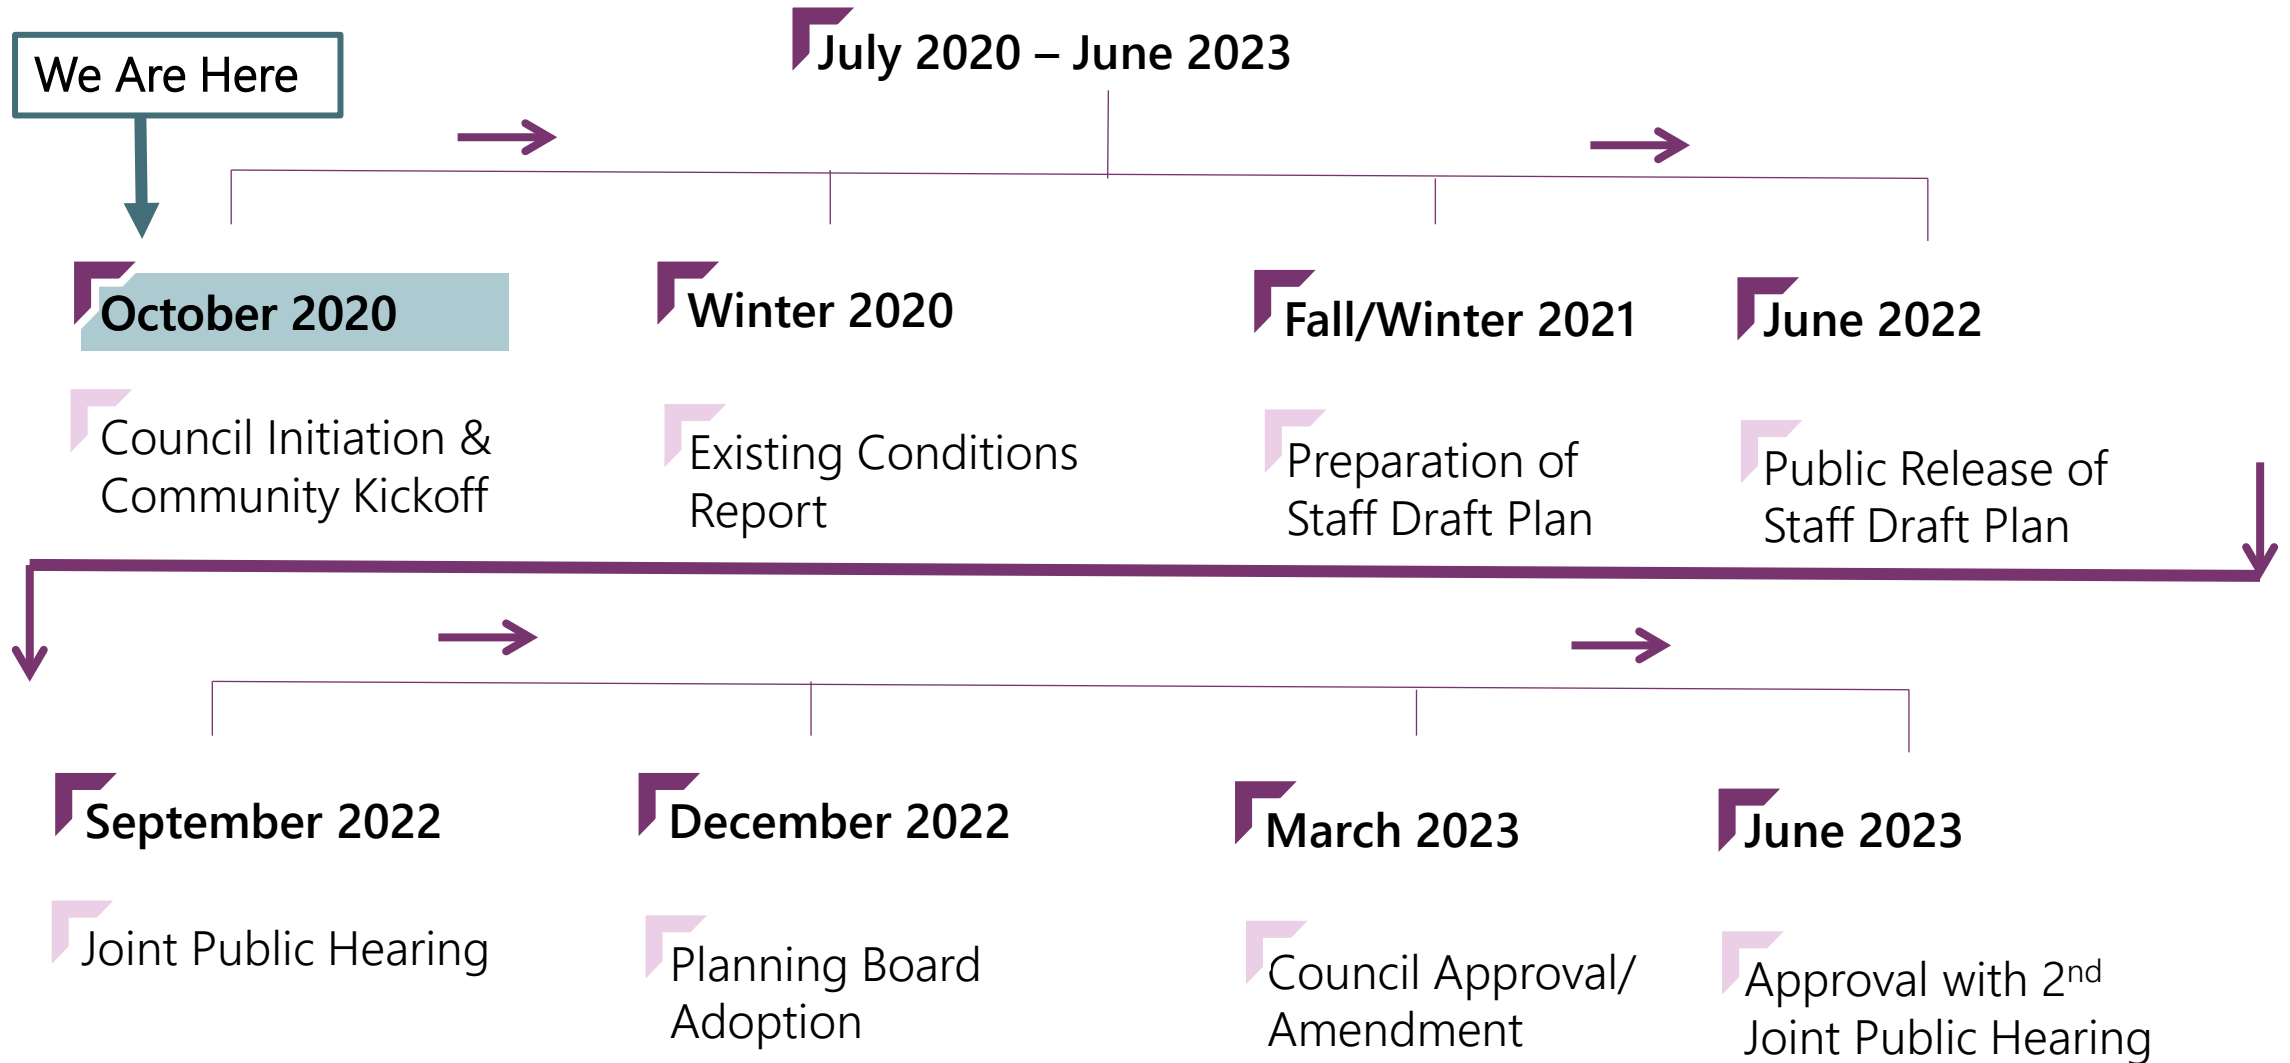 We Are Here
July 2020 – June 2023
October 2020
Council Initiation &
Community Kickoff
Winter 2020
Existing Conditions
Report
Fall/Winter 2021
Preparation of
Staff Draft Plan
June 2022
Public Release of
Staff Draft Plan
September 2022
Joint Public Hearing
December 2022
Planning Board
Adoption
March 2023
Council Approval/
Amendment
June 2023
Approval with 2nd
Joint Public Hearing